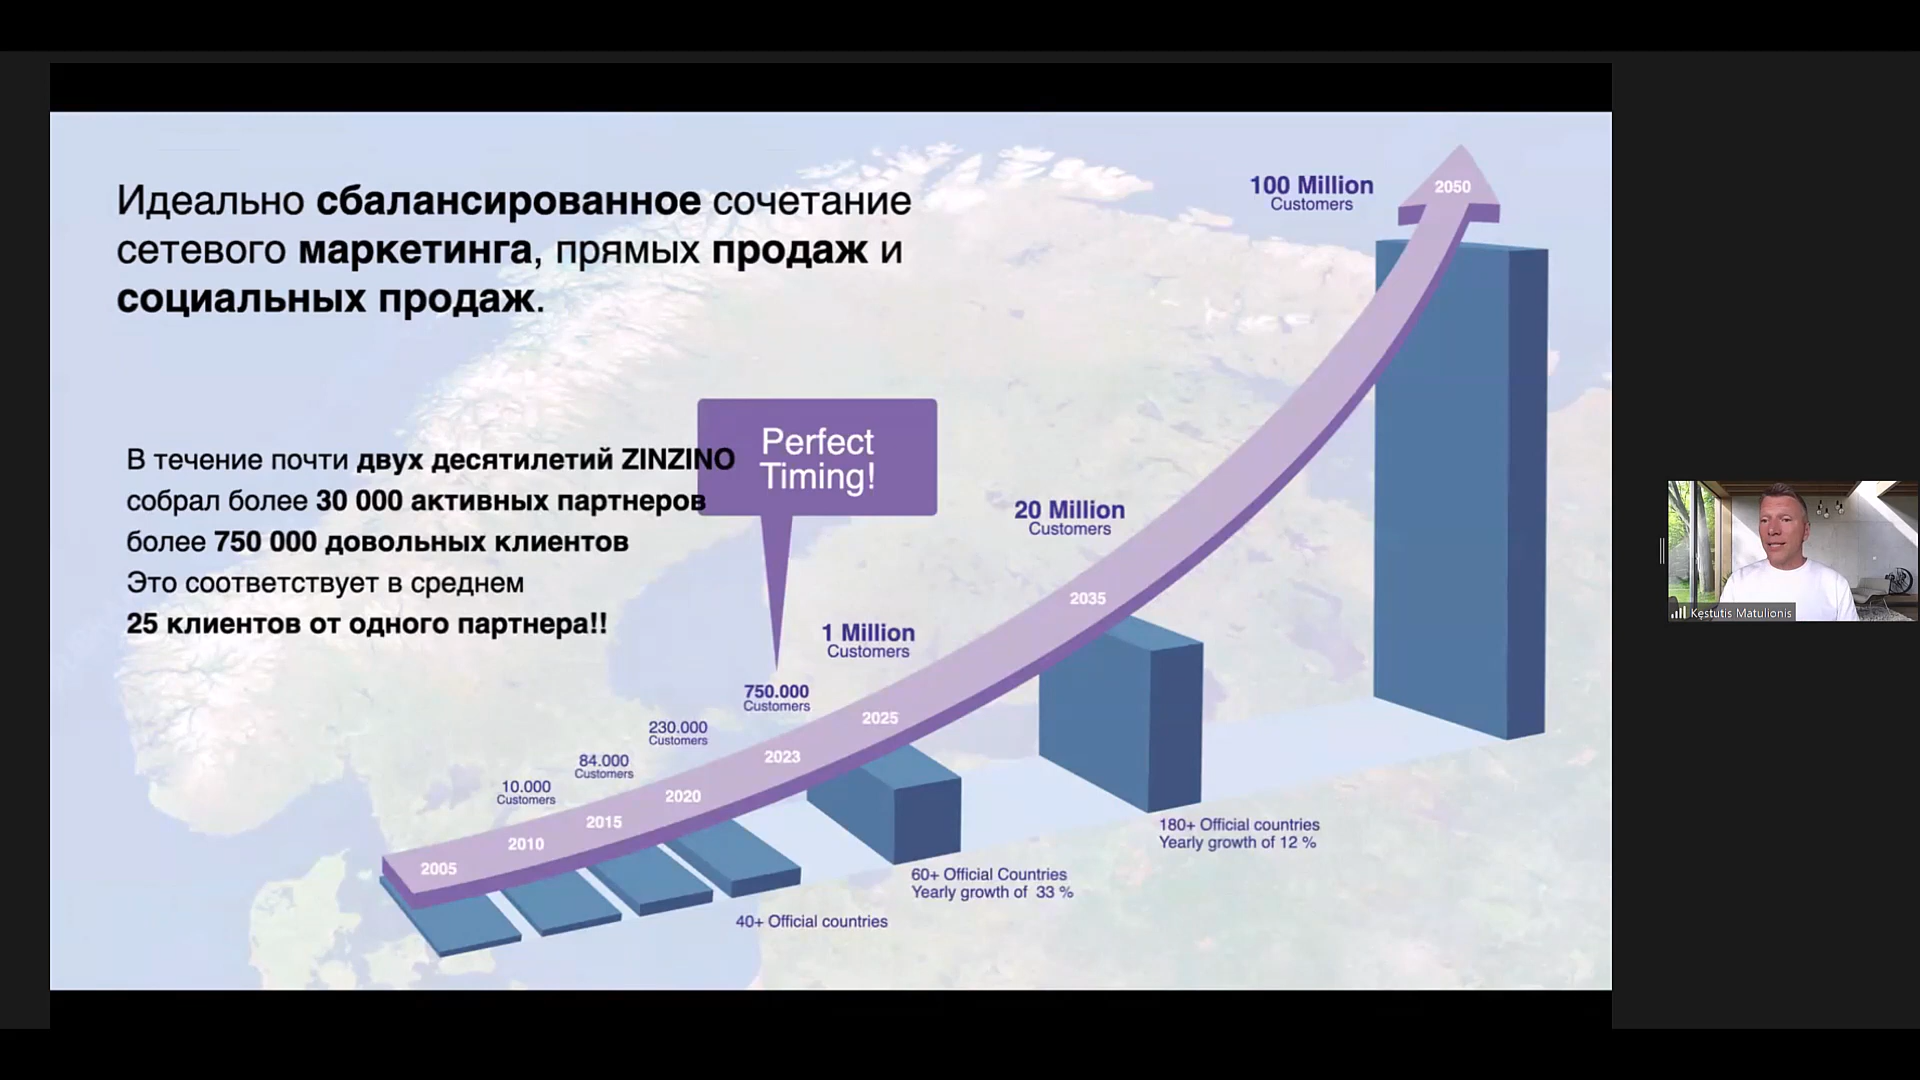 Идеально сбалансированное сочетание
сетевого маркетинга, прямых продаж и
социальных продаж.
В течение почти двух десятилетий ZINZINO
собрал более 30 000 активных партнеров
более 750 000 довольных клиентов
Это соответствует в среднем
25 клиентов от одного партнера!!
Perfect
Timing!
100 Million
Customers
2050
20 Million
Customers
2035
1 Million
Customers
2025
750.000
Customers
2023
230.000
Customers
2020
84.000
Customers
2015
10.000
Customers
2010
2005
40+ Official countries
60+ Official Countries
Yearly growth of 33 %
180+ Official countries
Yearly growth of 12 %
Kęstutis Matulionis